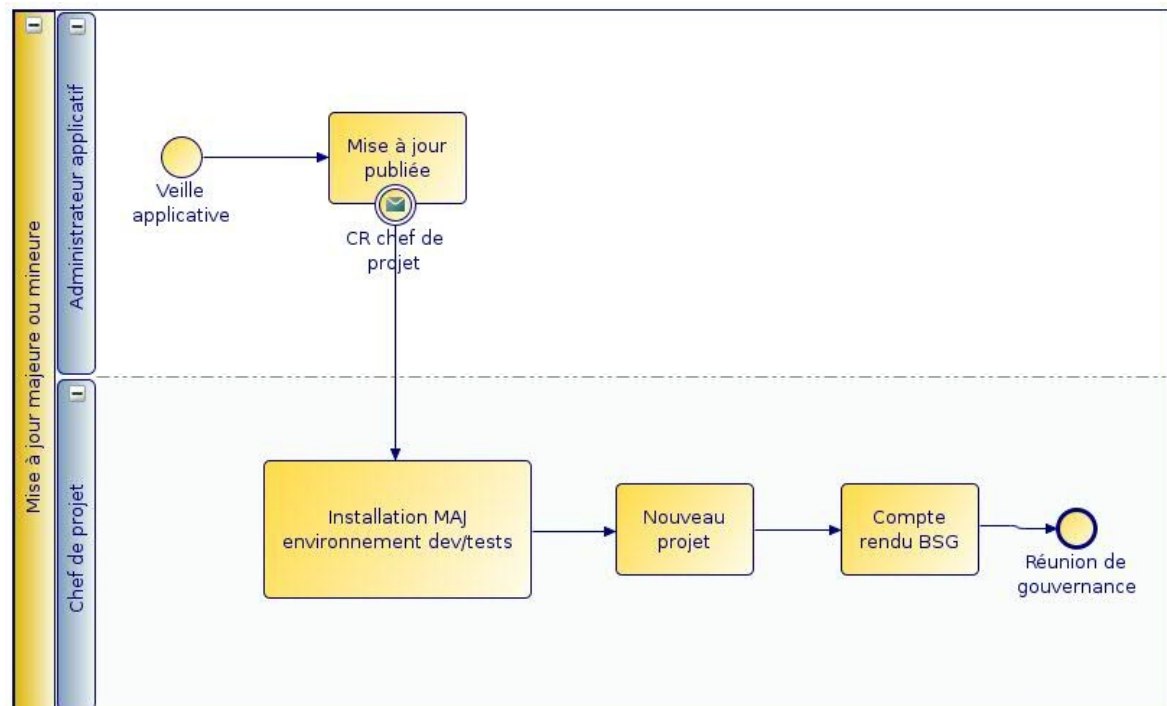 Mise à jour majeure ou mineure
Administrateur applicatif
Veille
applicative
Mise à jour
publiée
CR chef de
projet
Chef de projet
Installation MAJ
environnement dev/tests
Nouveau
projet
Compte
rendu BSG
Réunion de
gouvernance